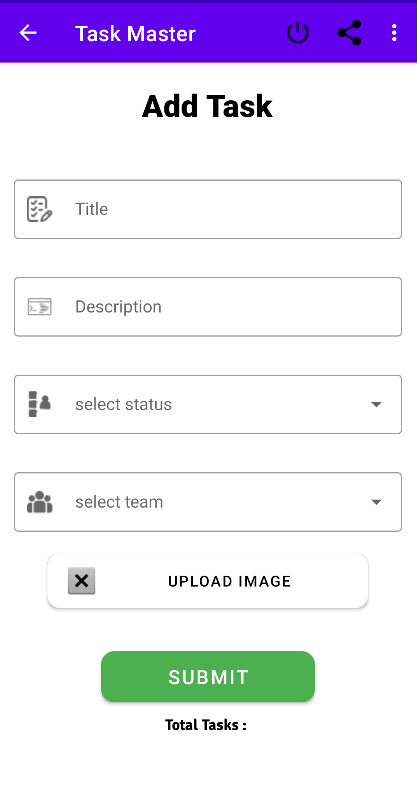 Task Master
Add Task
Title
Description
select status
select team
UPLOAD IMAGE
SUBMIT
Total Tasks :